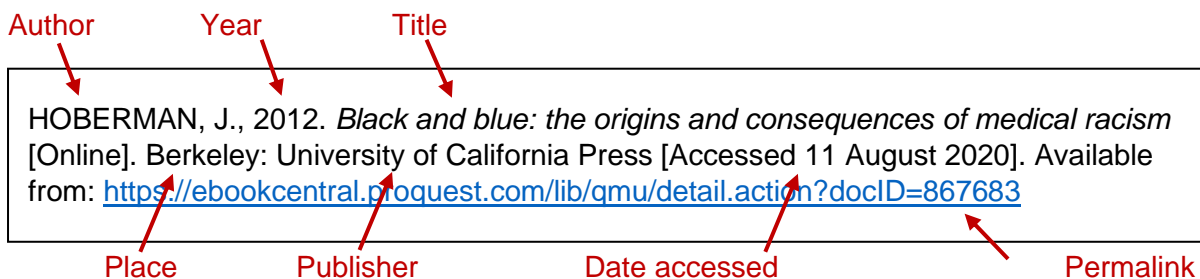 Author Year Title
HOBERMAN, J., 2012. Black and blue: the origins and consequences of medical racism
[Online]. Berkeley: University of California Press [Accessed 11 August 2020]. Available
from: https://ebookcentral.proquest.com/lib/qmu/detail.action?docID=867683
Place Publisher Date accessed Permalink